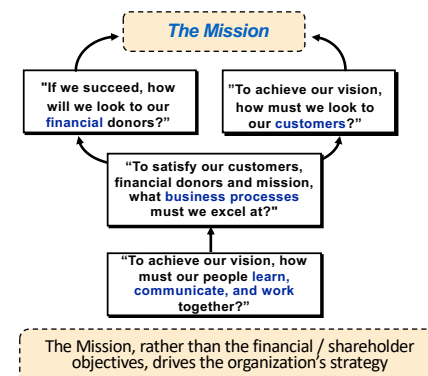 The Mission
"If we succeed, how
will we look to our
financial donors?”
”To achieve our vision,
how must we look to
our customers?”
“To satisfy our customers,
financial donors and mission,
what business processes
must we excel at?"
“To achieve our vision, how
must our people learn,
communicate, and work
together?”
The Mission, rather than the financial / shareholder
objectives, drives the organization’s strategy